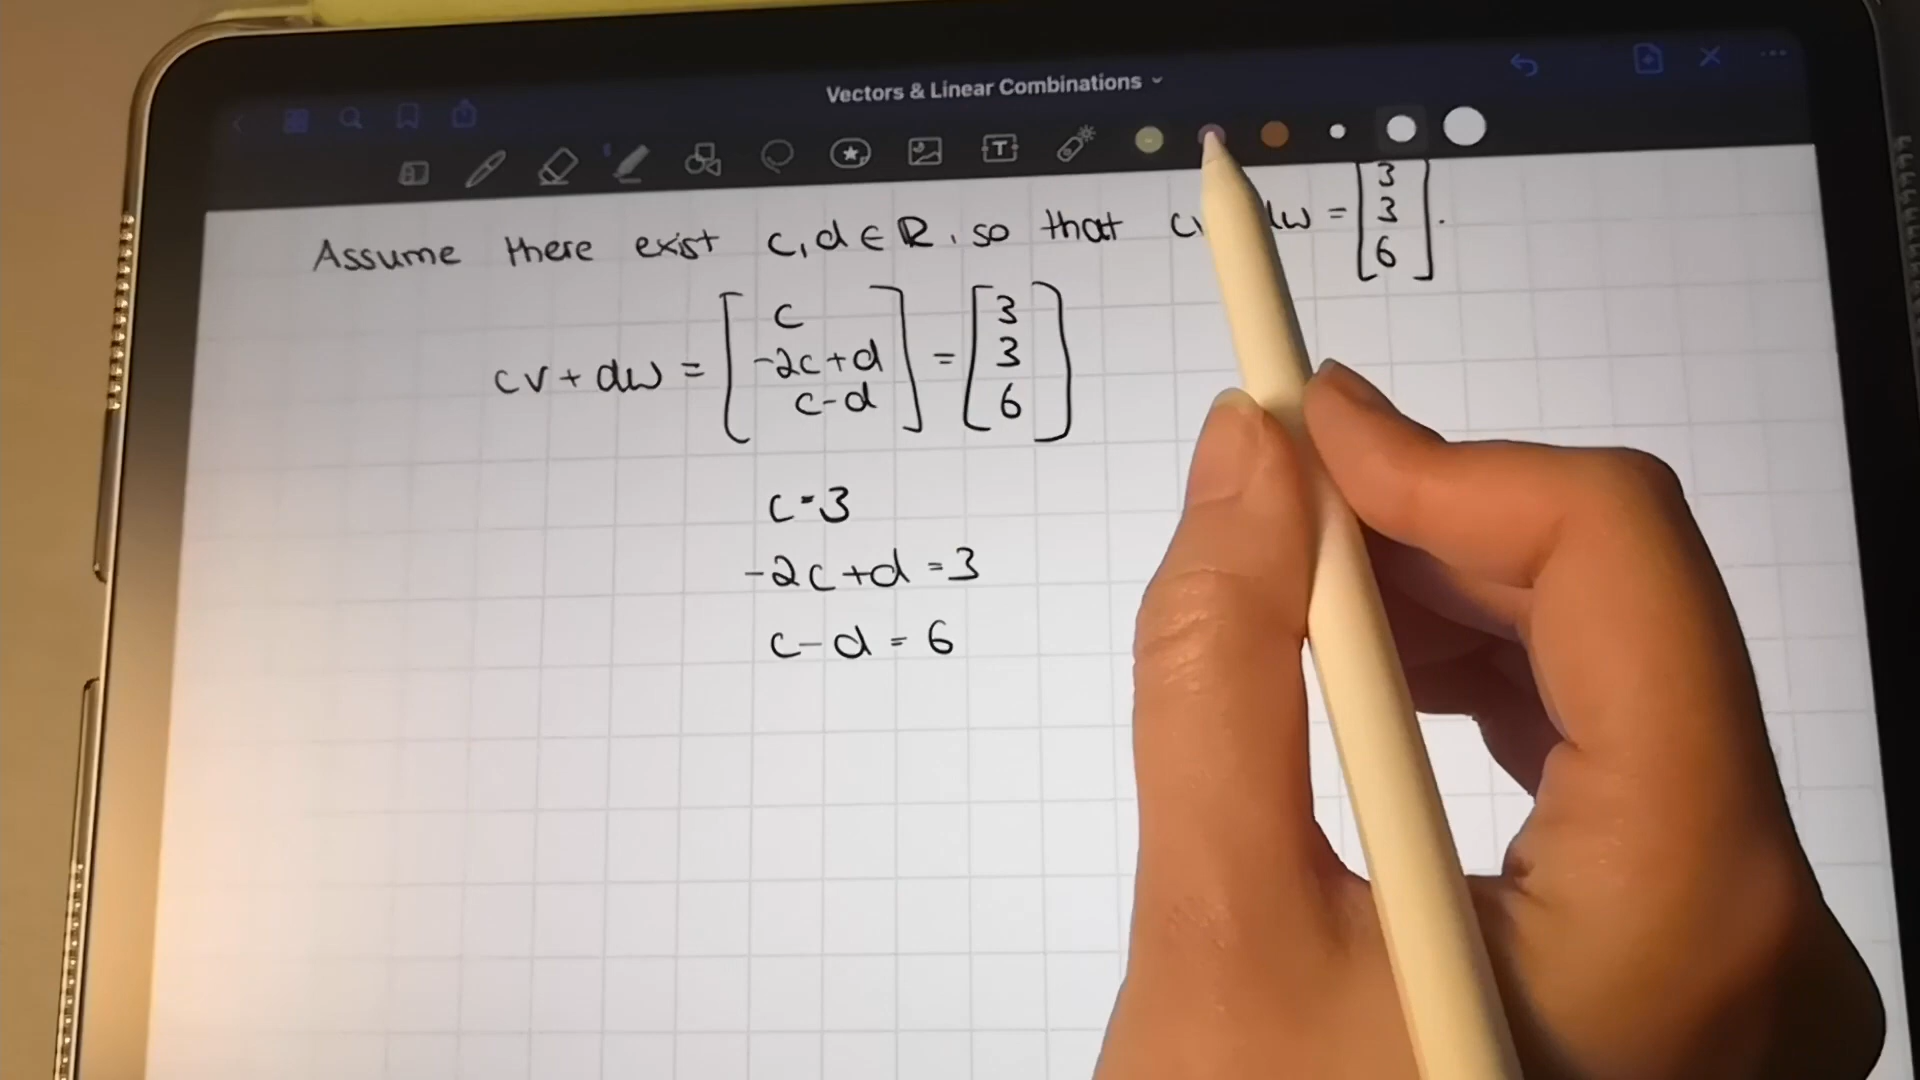 Vectors & Linear Combinations
T
Assume there exist c,d ∈ ℝ, so that dw = [3 3 6].
cv + dw = [c -2c+d c-d] = [3 3 6]
c = 3
-2c+d = 3
c-d = 6